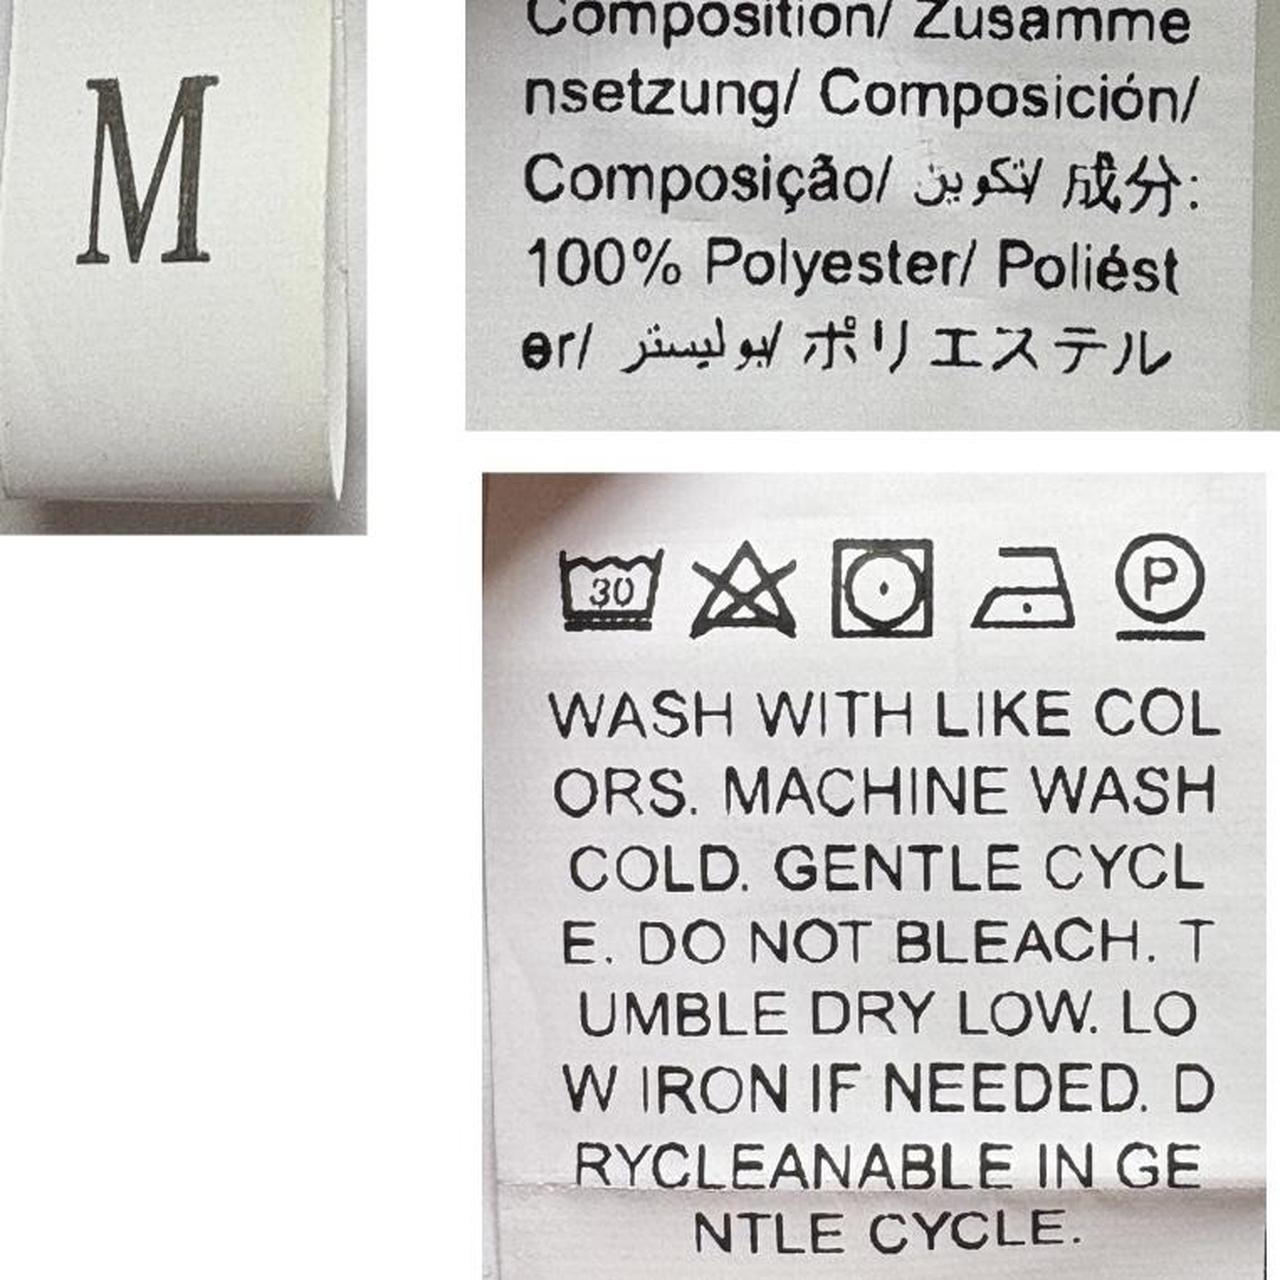 M
Composition/ Zusamme
nsetzung/ Composición/
Composição/ تكوين/ 成分:
100% Polyester/ Poliést
er/ بوليستر/ ポリエステル
30
P
WASH WITH LIKE COL
ORS. MACHINE WASH
COLD. GENTLE CYCL
E. DO NOT BLEACH. T
UMBLE DRY LOW. LO
W IRON IF NEEDED. D
RYCLEANABLE IN GE
NTLE CYCLE.